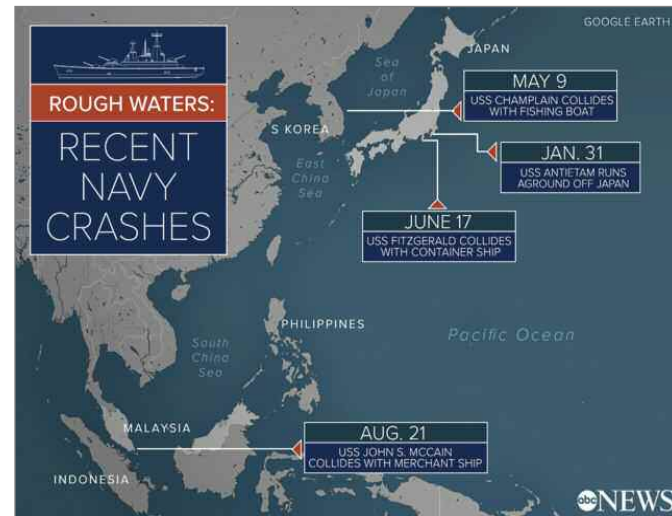 GOOGLE EARTH
ROUGH WATERS:
RECENT
NAVY
CRASHES
Sea
of
Japan
JAPAN
MAY 9
USS CHAMPLAIN COLLIDES
WITH FISHING BOAT
S KOREA
East
China
Sea
JAN. 31
USS ANTIETAM RUNS
AGROUND OFF JAPAN
JUNE 17
USS FITZGERALD COLLIDES
WITH CONTAINER SHIP
PHILIPPINES
South
China
Sea
Pacific Ocean
MALAYSIA
AUG. 21
USS JOHN S. MCCAIN
COLLIDES WITH MERCHANT SHIP
INDONESIA
abc NEWS